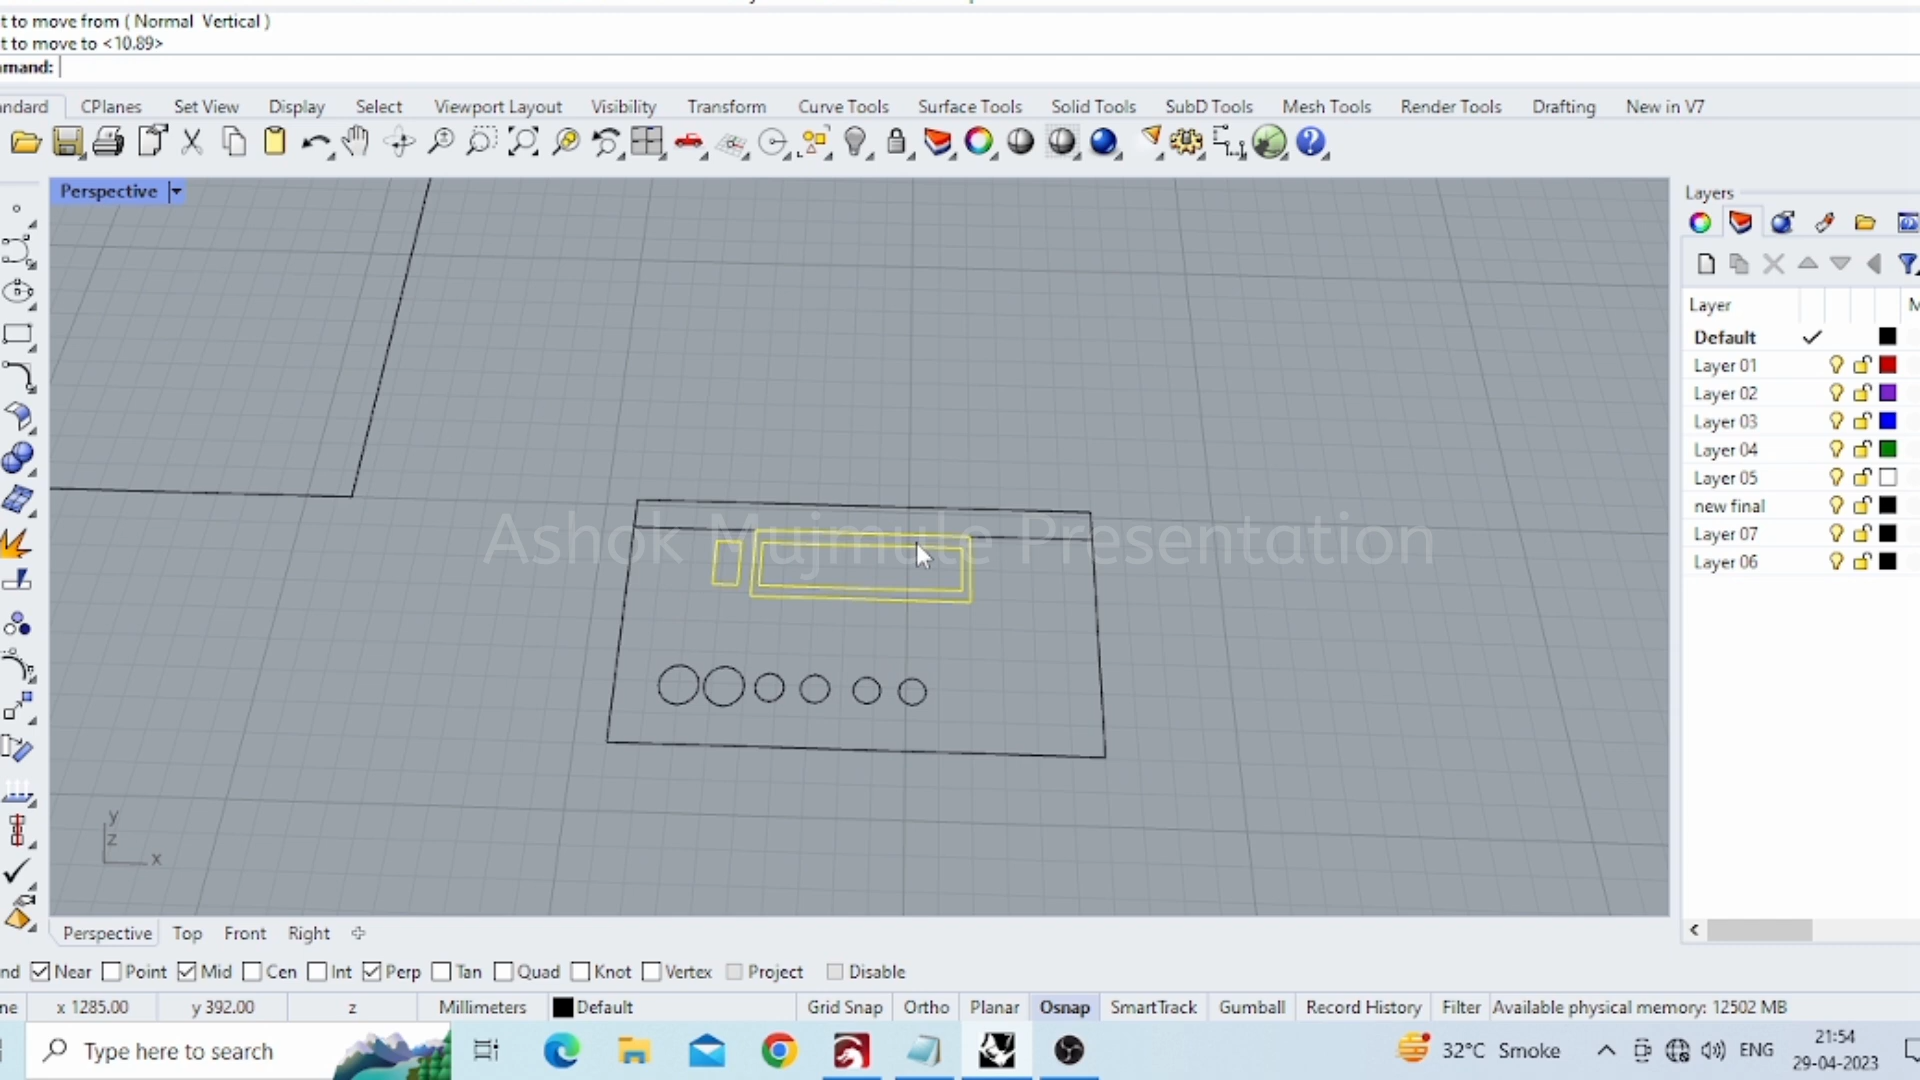 t to move from ( Normal  Vertical )
t to move to <10.89>
mand:
ndard CPlanes Set View Display Select Viewport Layout Visibility Transform Curve Tools Surface Tools Solid Tools SubD Tools Mesh Tools Render Tools Drafting New in V7
Perspective
Layers
Layer M
Default
Layer 01
Layer 02
Layer 03
Layer 04
Layer 05
new final
Layer 07
Layer 06
Ashok Mujmule Presentation
y
z
x
Perspective Top Front Right
nd Near Point Mid Cen Int Perp Tan Quad Knot Vertex Project Disable
ne x 1285.00 y 392.00 z Millimeters Default Grid Snap Ortho Planar Osnap SmartTrack Gumball Record History Filter Available physical memory: 12502 MB
Type here to search 32°C Smoke ENG 21:54
29-04-2023